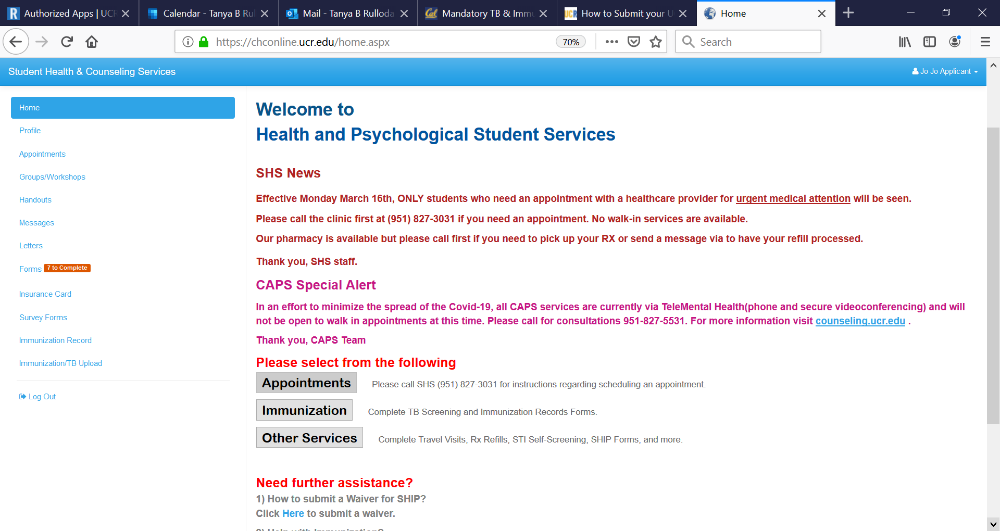 Authorized Apps | UCR
Calendar - Tanya B Rul
Mail - Tanya B Rulloda
Cal Mandatory TB & Immu
UCR How to Submit your U
Home
https://chconline.ucr.edu/home.aspx
70%
Search
Student Health & Counseling Services
Jo Jo Applicant
Home
Profile
Appointments
Groups/Workshops
Handouts
Messages
Letters
Forms 7 to Complete
Insurance Card
Survey Forms
Immunization Record
Immunization/TB Upload
Log Out
Welcome to
Health and Psychological Student Services
SHS News
Effective Monday March 16th, ONLY students who need an appointment with a healthcare provider for urgent medical attention will be seen.
Please call the clinic first at (951) 827-3031 if you need an appointment. No walk-in services are available.
Our pharmacy is available but please call first if you need to pick up your RX or send a message via to have your refill processed.
Thank you, SHS staff.
CAPS Special Alert
In an effort to minimize the spread of the Covid-19, all CAPS services are currently via TeleMental Health(phone and secure videoconferencing) and will
not be open to walk in appointments at this time. Please call for consultations 951-827-5531. For more information visit counseling.ucr.edu .
Thank you, CAPS Team
Please select from the following
Appointments Please call SHS (951) 827-3031 for instructions regarding scheduling an appointment.
Immunization Complete TB Screening and Immunization Records Forms.
Other Services Complete Travel Visits, Rx Refills, STI Self-Screening, SHIP Forms, and more.
Need further assistance?
1) How to submit a Waiver for SHIP?
Click Here to submit a waiver.
2) Help with Immunization?